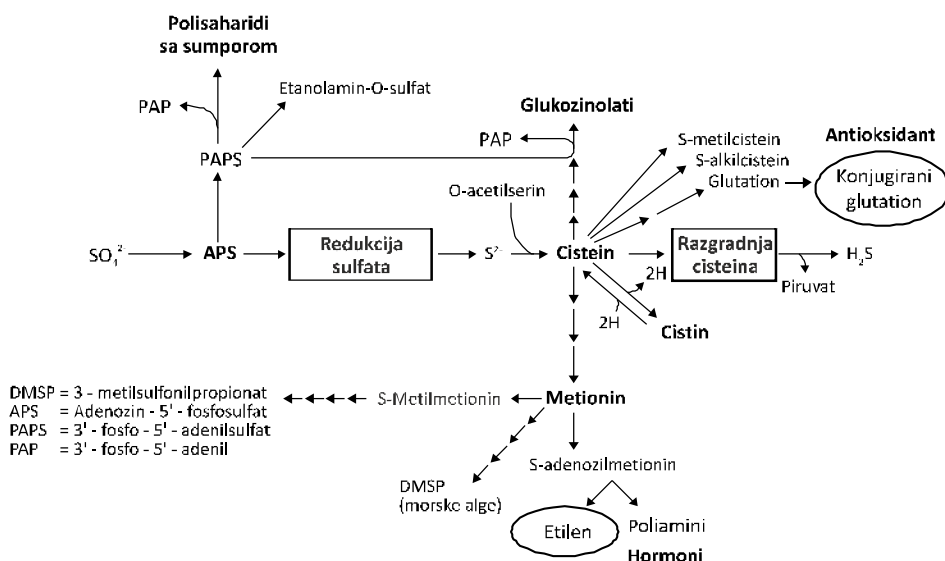 Polisaharidi
sa sumporom
Etanolamin-O-sulfat
PAP
Glukozinolati
PAP
PAPS
S-metilcistein
S-alkilcistein
Glutation
Antioksidant
Konjugirani
glutation
O-acetilserin
SO₄²⁻
APS
Redukcija
sulfata
S²⁻
Cistein
Razgradnja
cisteina
H₂S
Piruvat
2H
2H
Cistin
DMSP = 3 - metilsulfonilpropionat
APS = Adenozin - 5' - fosfosulfat
PAPS = 3' - fosfo - 5' - adenilsulfat
PAP = 3' - fosfo - 5' - adenil
S-Metilmetionin
Metionin
S-adenozilmetionin
DMSP
(morske alge)
Etilen
Poliamini
Hormoni